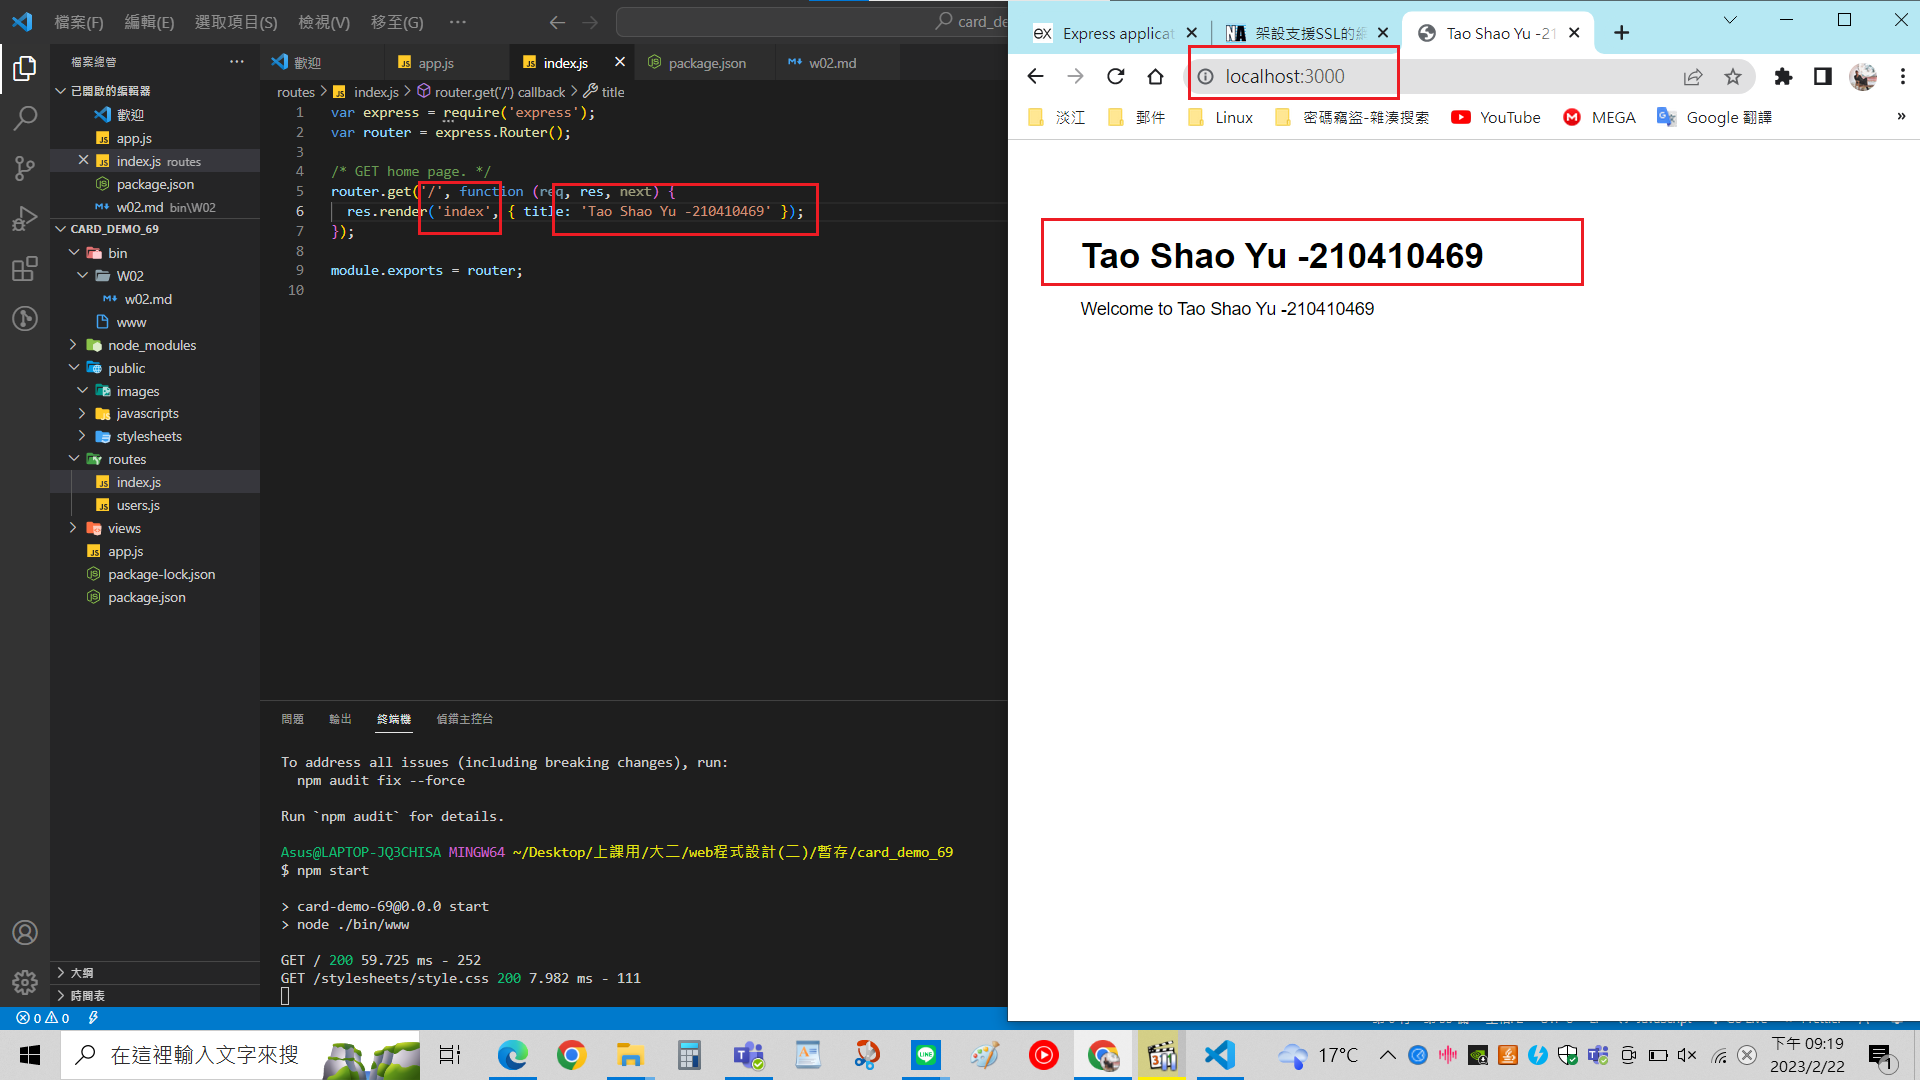 檔案(F) 編輯(E) 選取項目(S) 檢視(V) 移至(G) ··· card_de
檔案總管 ···
已開啟的編輯器
歡迎
app.js
index.js routes
package.json
w02.md bin\W02
CARD_DEMO_69
bin
W02
w02.md
www
node_modules
public
images
javascripts
stylesheets
routes
index.js
users.js
views
app.js
package-lock.json
package.json
大綱
時間表
歡迎 app.js index.js package.json w02.md
routes > index.js > router.get('/') callback > title
1 var express = require('express');
2 var router = express.Router();
3
4 /* GET home page. */
5 router.get('/', function (req, res, next) {
6 res.render('index', { title: 'Tao Shao Yu -210410469' });
7 });
8
9 module.exports = router;
10
問題 輸出 終端機 偵錯主控台
To address all issues (including breaking changes), run:
npm audit fix --force
Run `npm audit` for details.
Asus@LAPTOP-JQ3CHISA MINGW64 ~/Desktop/上課用/大二/web程式設計(二)/暫存/card_demo_69
$ npm start
> card-demo-69@0.0.0 start
> node ./bin/www
GET / 200 59.725 ms - 252
GET /stylesheets/style.css 200 7.982 ms - 111
0 0
ex Express applicat 架設支援SSL的網 Tao Shao Yu -21
localhost:3000
淡江 郵件 Linux 密碼竊盜-雜湊搜索 YouTube MEGA Google 翻譯 »
Tao Shao Yu -210410469
Welcome to Tao Shao Yu -210410469
在這裡輸入文字來搜 17°C 下午 09:19
2023/2/22
1